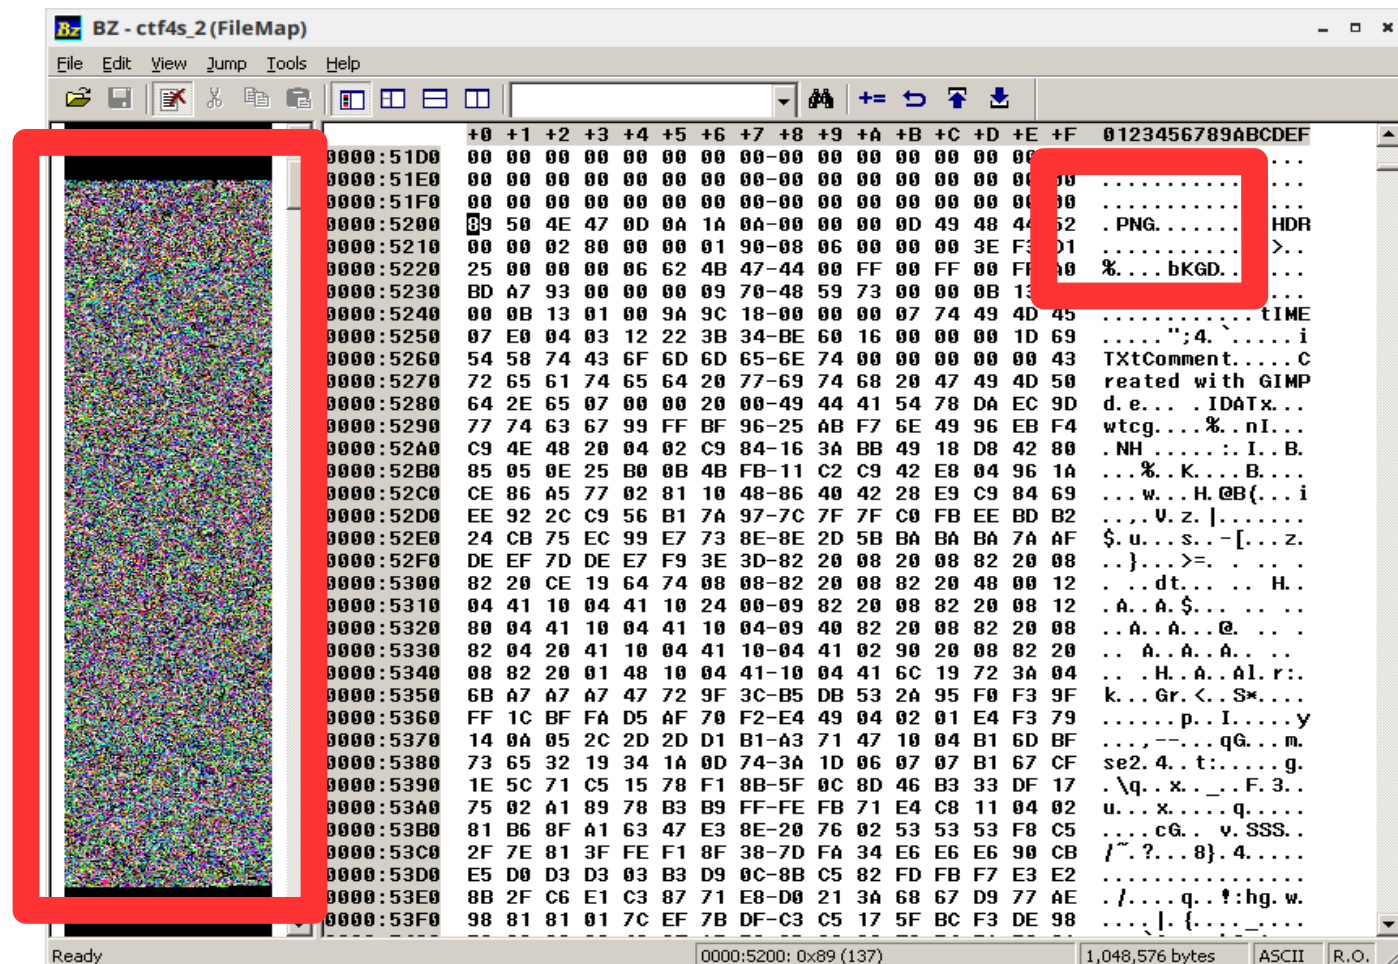 BZ - ctf4s_2 (FileMap)
File Edit View Jump Tools Help
+0 +1 +2 +3 +4 +5 +6 +7 +8 +9 +A +B +C +D +E +F 0123456789ABCDEF
0000:51D0 00 00 00 00 00 00 00 00-00 00 00 00 00 00 00 ...
0000:51E0 00 00 00 00 00 00 00 00-00 00 00 00 00 00 00 00 ................
0000:51F0 00 00 00 00 00 00 00 00-00 00 00 00 00 00 00 00 ................
0000:5200 89 50 4E 47 0D 0A 1A 0A-00 00 00 0D 49 48 44 52 .PNG........ HDR
0000:5210 00 00 02 80 00 00 01 90-08 06 00 00 00 3E F3 D1 >..
0000:5220 25 00 00 00 06 62 4B 47-44 00 FF 00 FF 00 FF A0 %....bKGD.. ...
0000:5230 BD A7 93 00 00 00 09 70-48 59 73 00 00 0B 13 ...
0000:5240 00 0B 13 01 00 9A 9C 18-00 00 00 07 74 49 4D 45 ............tIME
0000:5250 07 E0 04 03 12 22 3B 34-BE 60 16 00 00 00 1D 69 .....";4.`.....i
0000:5260 54 58 74 43 6F 6D 6D 65-6E 74 00 00 00 00 00 43 TXtComment.....C
0000:5270 72 65 61 74 65 64 20 77-69 74 68 20 47 49 4D 50 reated with GIMP
0000:5280 64 2E 65 07 00 00 20 00-49 44 41 54 78 DA EC 9D d.e... .IDATx...
0000:5290 77 74 63 67 99 FF BF 96-25 AB F7 6E 49 96 EB F4 wtcg....%..nI...
0000:52A0 C9 4E 48 20 04 02 C9 84-16 3A BB 49 18 D8 42 80 .NH .....:.I..B.
0000:52B0 85 05 0E 25 B0 0B 4B FB-11 C2 C9 42 E8 04 96 1A ...%..K....B....
0000:52C0 CE 86 A5 77 02 81 10 48-86 40 42 28 E9 C9 84 69 ...w...H.@B(...i
0000:52D0 EE 92 2C C9 56 B1 7A 97-7C 7F 7F C0 FB EE BD B2 ..,.V.z.|.......
0000:52E0 24 CB 75 EC 99 E7 73 8E-8E 2D 5B BA BA BA 7A AF $.u...s..-[...z.
0000:52F0 DE EF 7D DE E7 F9 3E 3D-82 20 08 20 08 82 20 08 ..}...>=. . .. .
0000:5300 82 20 CE 19 64 74 08 08-82 20 08 82 20 48 00 12 . ..dt... .. H..
0000:5310 04 41 10 04 41 10 24 00-09 82 20 08 82 20 08 12 .A..A.$... .. ..
0000:5320 80 04 41 10 04 41 10 04-09 40 82 20 08 82 20 08 ..A..A...@. .. .
0000:5330 82 04 20 41 10 04 41 10-04 41 02 90 20 08 82 20 .. A..A..A.. ..
0000:5340 08 82 20 01 48 10 04 41-10 04 41 6C 19 72 3A 04 .. .H..A..Al.r:.
0000:5350 6B A7 A7 A7 47 72 9F 3C-B5 DB 53 2A 95 F0 F3 9F k...Gr.<..S*....
0000:5360 FF 1C BF FA D5 AF 70 F2-E4 49 04 02 01 E4 F3 79 ......p..I.....y
0000:5370 14 0A 05 2C 2D 2D D1 B1-A3 71 47 10 04 B1 6D BF ...,--...qG...m.
0000:5380 73 65 32 19 34 1A 0D 74-3A 1D 06 07 07 B1 67 CF se2.4..t:.....g.
0000:5390 1E 5C 71 C5 15 78 F1 8B-5F 0C 8D 46 B3 33 DF 17 .\q..x.._..F.3..
0000:53A0 75 02 A1 89 78 B3 B9 FF-FE FB 71 E4 C8 11 04 02 u...x.....q.....
0000:53B0 81 B6 8F A1 63 47 E3 8E-20 76 02 53 53 53 F8 C5 ....cG.. v.SSS..
0000:53C0 2F 7E 81 3F FE F1 8F 38-7D FA 34 E6 E6 E6 90 CB /~.?...8}.4.....
0000:53D0 E5 D0 D3 D3 03 B3 D9 0C-8B C5 82 FD FB F7 E3 E2 ................
0000:53E0 8B 2F C6 E1 C3 87 71 E8-D0 21 3A 68 67 D9 77 AE ./....q..!:hg.w.
0000:53F0 98 81 81 01 7C EF 7B DF-C3 C5 17 5F BC F3 DE 98 ....|.{...._....
Ready 0000:5200: 0x89 (137) 1,048,576 bytes ASCII R.O.